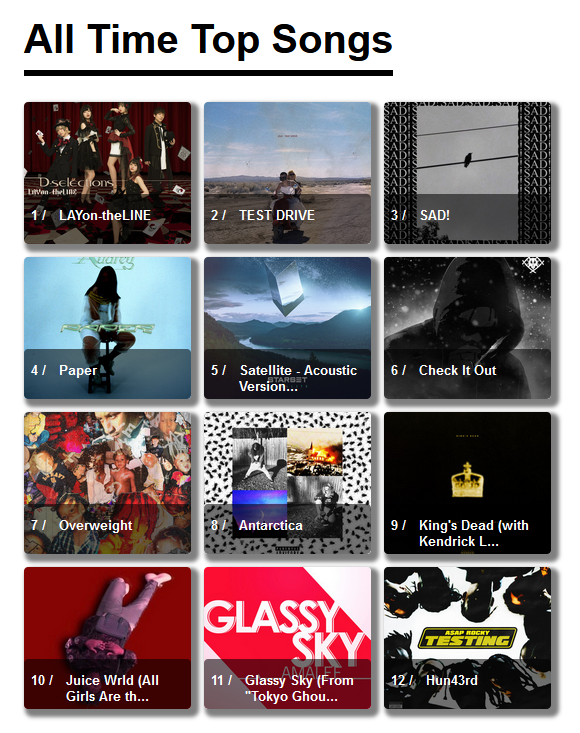 All Time Top Songs
D.selections
LAYon-theLINE
1 / LAYon-theLINE
2 / TEST DRIVE
SAD! SAD! SAD! SAD! SAD!
3 / SAD!
Audrey
4 / Paper
STARSET
5 / Satellite - Acoustic
Version...
6 / Check It Out
7 / Overweight
8 / Antarctica
KING'S DEAD
9 / King's Dead (with
Kendrick L...
10 / Juice Wrld (All
Girls Are th...
GLASSY
SKY
AMALEE
11 / Glassy Sky (From
"Tokyo Ghou...
A$AP ROCKY
TESTING
12 / Hun43rd